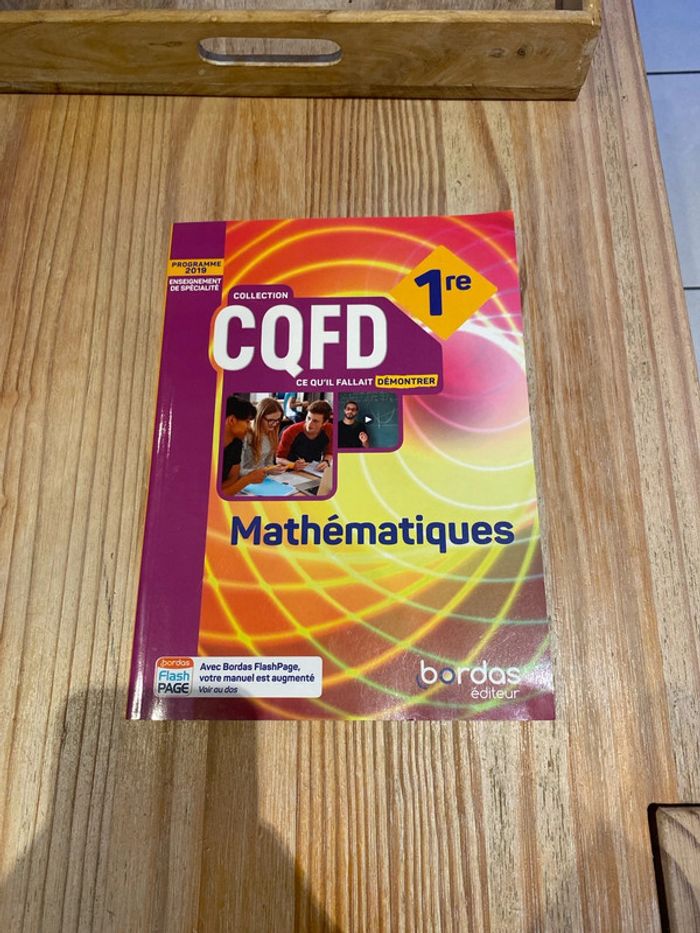 PROGRAMME
2019
ENSEIGNEMENT
DE SPÉCIALITÉ
COLLECTION
1re
CQFD
CE QU'IL FALLAIT DÉMONTRER
Mathématiques
bordas
Flash
PAGE
Avec Bordas FlashPage,
votre manuel est augmenté
Voir au dos
bordas
éditeur